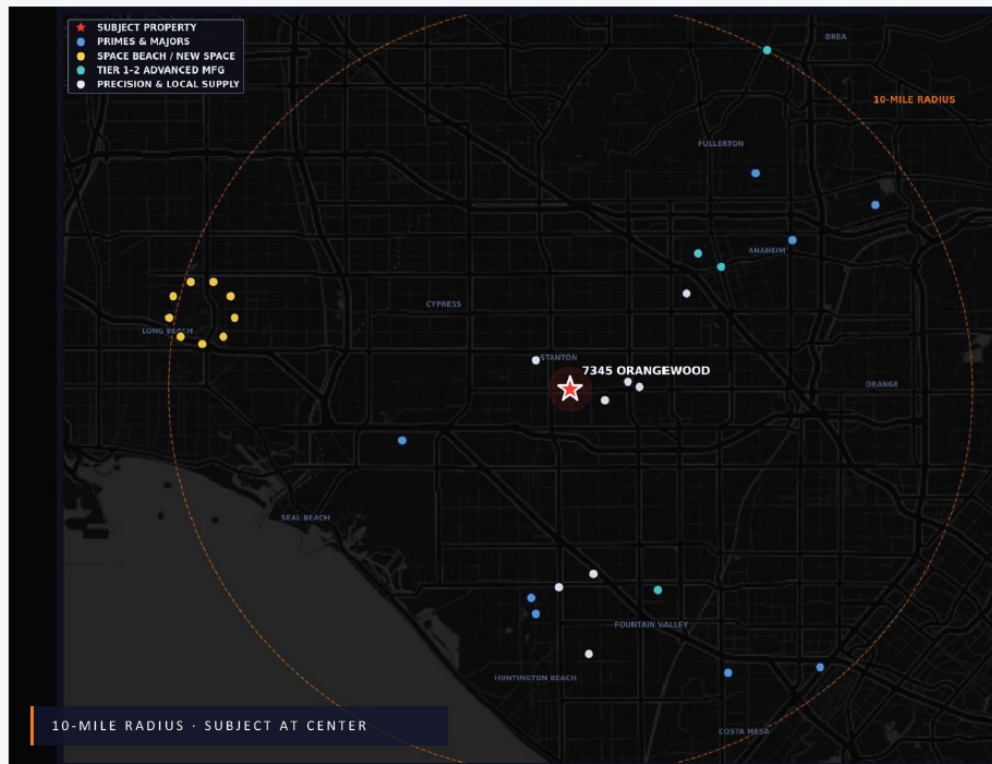 SUBJECT PROPERTY
PRIMES & MAJORS
SPACE BEACH / NEW SPACE
TIER 1–2 ADVANCED MFG
PRECISION & LOCAL SUPPLY
BREA
10-MILE RADIUS
FULLERTON
ANAHEIM
CYPRESS
LONG BEACH
STANTON
7345 ORANGEWOOD
ORANGE
SEAL BEACH
FOUNTAIN VALLEY
HUNTINGTON BEACH
COSTA MESA
10-MILE RADIUS · SUBJECT AT CENTER